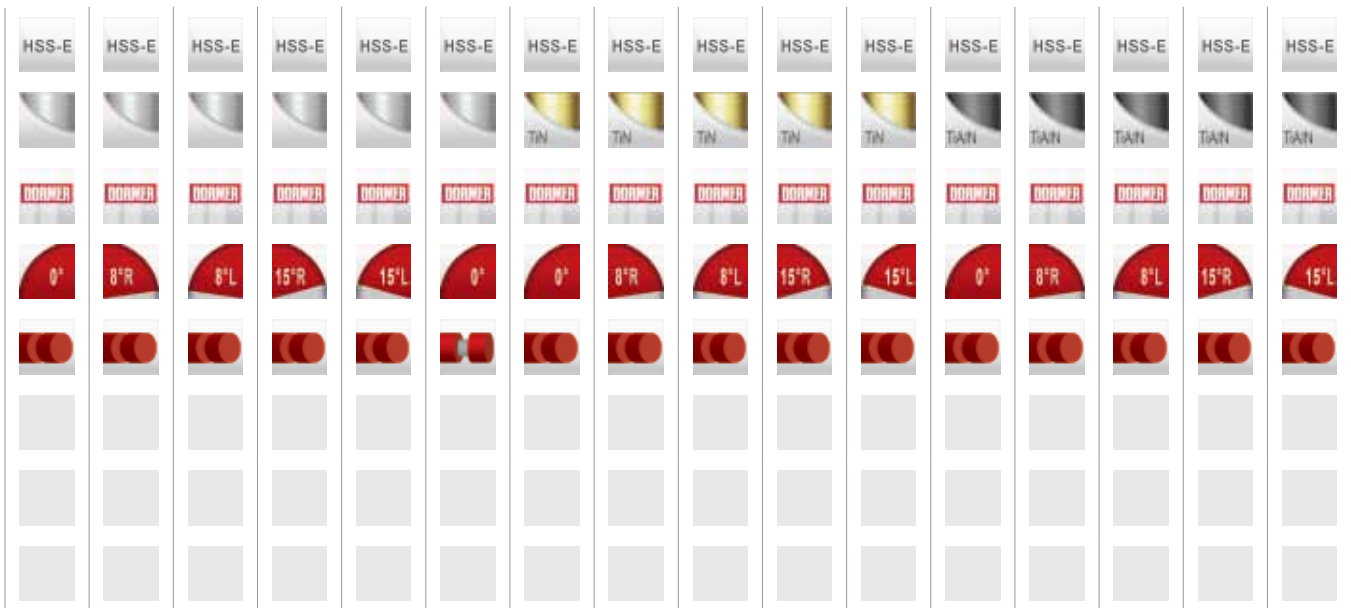 HSS-E HSS-E HSS-E HSS-E HSS-E HSS-E HSS-E HSS-E HSS-E HSS-E HSS-E HSS-E HSS-E HSS-E HSS-E HSS-E
TiN TiN TiN TiN TiN TiAlN TiAlN TiAlN TiAlN TiAlN
DORMER DORMER DORMER DORMER DORMER DORMER DORMER DORMER DORMER DORMER DORMER DORMER DORMER DORMER DORMER DORMER
0° 8°R 8°L 15°R 15°L 0° 0° 8°R 8°L 15°R 15°L 0° 8°R 8°L 15°R 15°L